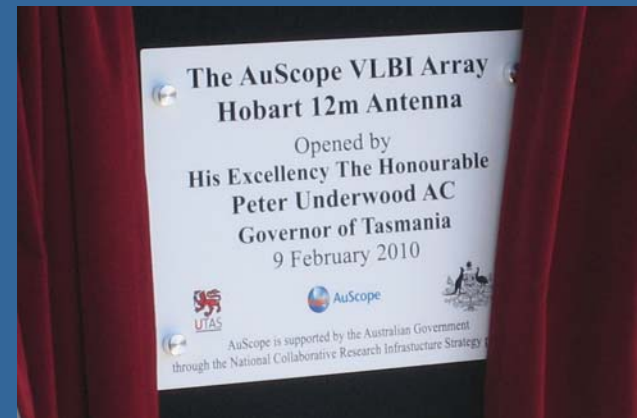 The AuScope VLBI Array
Hobart 12m Antenna
Opened by
His Excellency The Honourable
Peter Underwood AC
Governor of Tasmania
9 February 2010
UTAS
AuScope
AuScope is supported by the Australian Government
through the National Collaborative Research Infrastucture Strategy